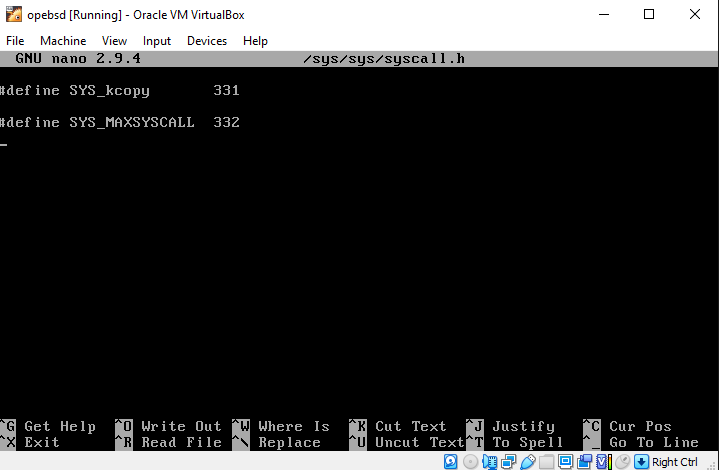 opebsd [Running] - Oracle VM VirtualBox
File Machine View Input Devices Help
GNU nano 2.9.4 /sys/sys/syscall.h
#define SYS_kcopy 331
#define SYS_MAXSYSCALL 332
^G Get Help ^O Write Out ^W Where Is ^K Cut Text ^J Justify ^C Cur Pos
^X Exit ^R Read File ^\ Replace ^U Uncut Text ^T To Spell ^_ Go To Line
Right Ctrl